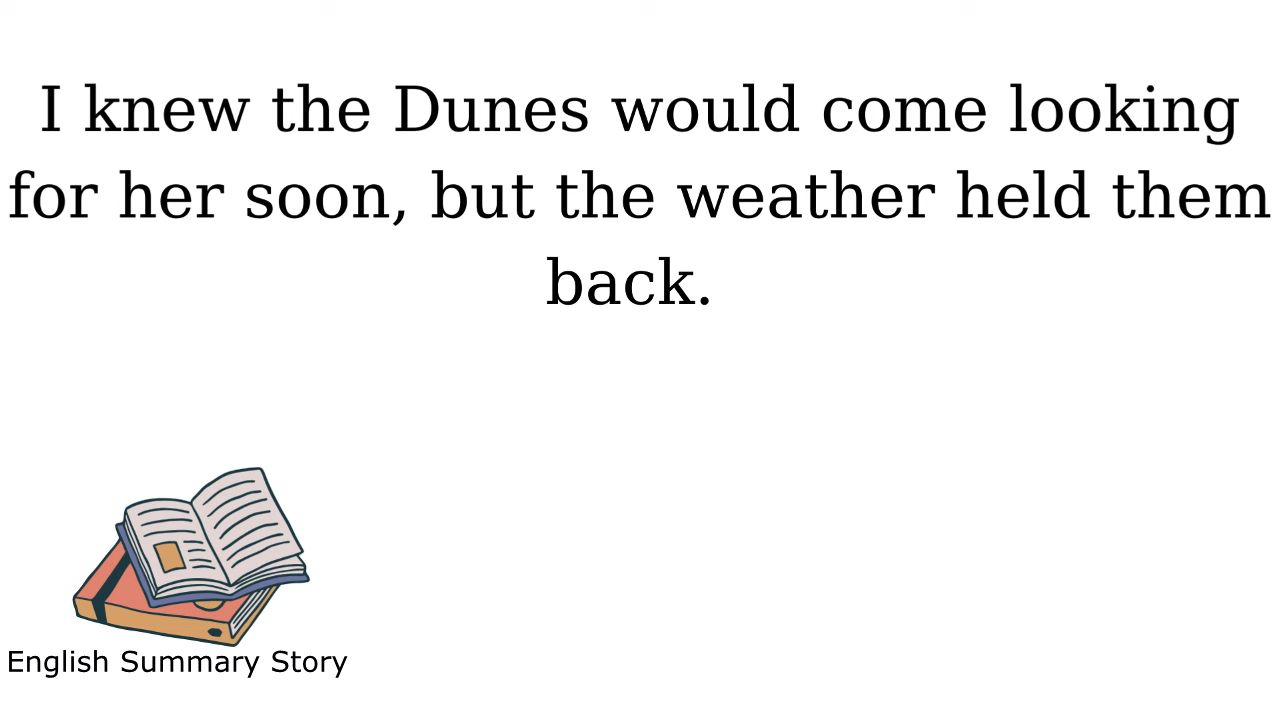 I knew the Dunes would come looking
for her soon, but the weather held them
back.
English Summary Story